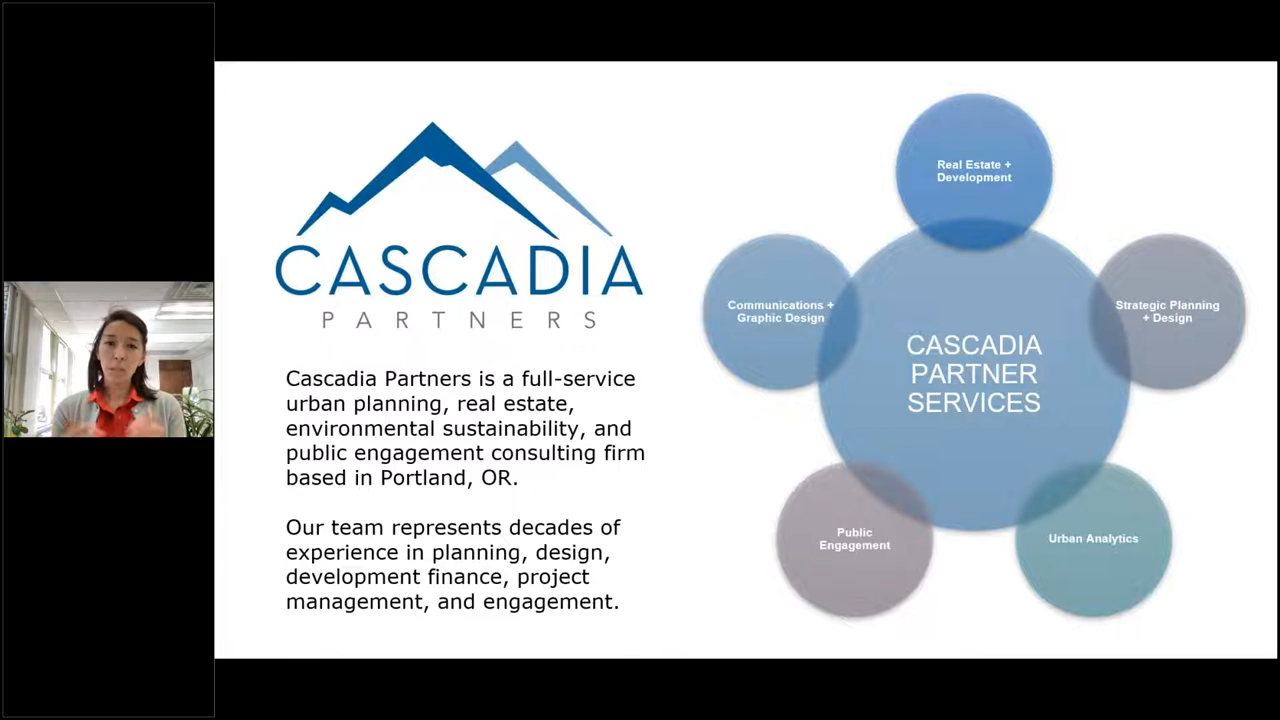 CASCADIA
PARTNERS
Cascadia Partners is a full-service
urban planning, real estate,
environmental sustainability, and
public engagement consulting firm
based in Portland, OR.
Our team represents decades of
experience in planning, design,
development finance, project
management, and engagement.
Real Estate +
Development
Communications +
Graphic Design
Strategic Planning
+ Design
CASCADIA
PARTNER
SERVICES
Public
Engagement
Urban Analytics